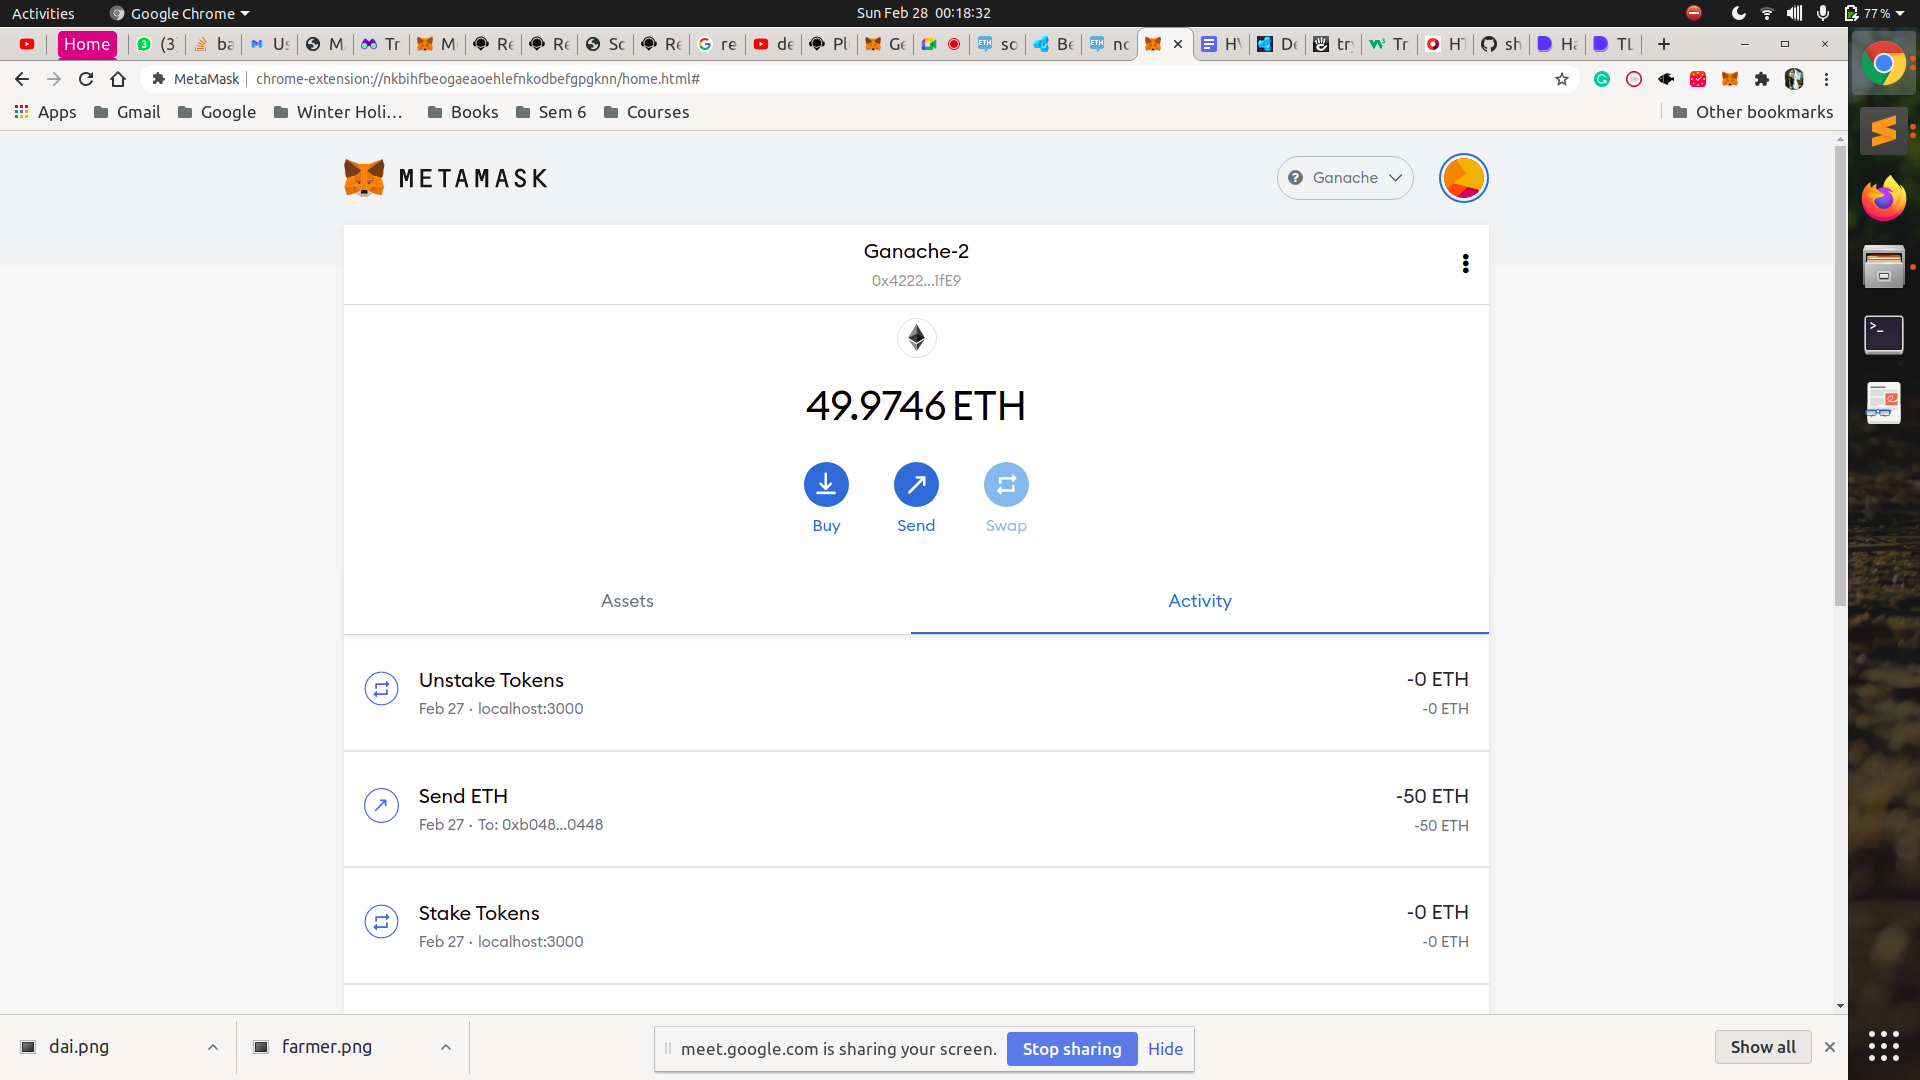 Activities
Google Chrome
Sun Feb 28 00:18:32
77%
Home
(3
ba
Us
M
Tr
M
Re
Re
Sc
Re
re
de
Pl
Ge
so
Be
no
HV
De
try
Tr
HT
sh
Ha
TL
MetaMask
chrome-extension://nkbihfbeogaeaoehlefnkodbefgpgknn/home.html#
Apps
Gmail
Google
Winter Holi...
Books
Sem 6
Courses
Other bookmarks
METAMASK
Ganache
Ganache-2
0x4222...1fE9
49.9746 ETH
Buy
Send
Swap
Assets
Activity
Unstake Tokens
-0 ETH
Feb 27 · localhost:3000
-0 ETH
Send ETH
-50 ETH
Feb 27 · To: 0xb048...0448
-50 ETH
Stake Tokens
-0 ETH
Feb 27 · localhost:3000
-0 ETH
dai.png
farmer.png
meet.google.com is sharing your screen.
Stop sharing
Hide
Show all